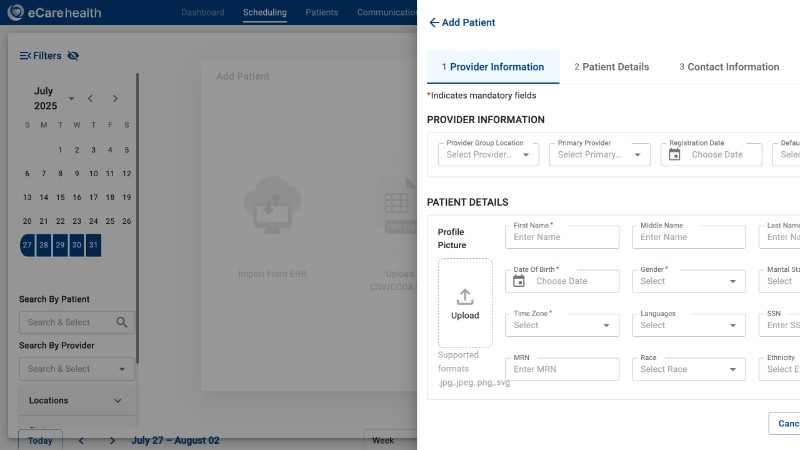 eCarehealth
Dashboard Scheduling Patients Communication
Filters
July
2025
S M T W T F S
1 2 3 4 5
6 7 8 9 10 11 12
13 14 15 16 17 18 19
20 21 22 23 24 25 26
27 28 29 30 31
Search By Patient
Search & Select
Search By Provider
Search & Select
Locations
Today
July 27 – August 02
Week
Add Patient
Import From EHR
Upload
CSV/CCDA
Add Patient
1 Provider Information 2 Patient Details 3 Contact Information
*Indicates mandatory fields
PROVIDER INFORMATION
Provider Group Location Primary Provider Registration Date Defau
Select Provider... Select Primary... Choose Date Sele
PATIENT DETAILS
Profile
Picture
Upload
Supported
formats
.jpg,.jpeg,.png,.svg
First Name * Middle Name Last Nam
Enter Name Enter Name Enter Na
Date Of Birth * Gender * Marital Sta
Choose Date Select Select
Time Zone * Languages SSN
Select Select Enter SS
MRN Race Ethnicity
Enter MRN Select Race Select Et
Canc